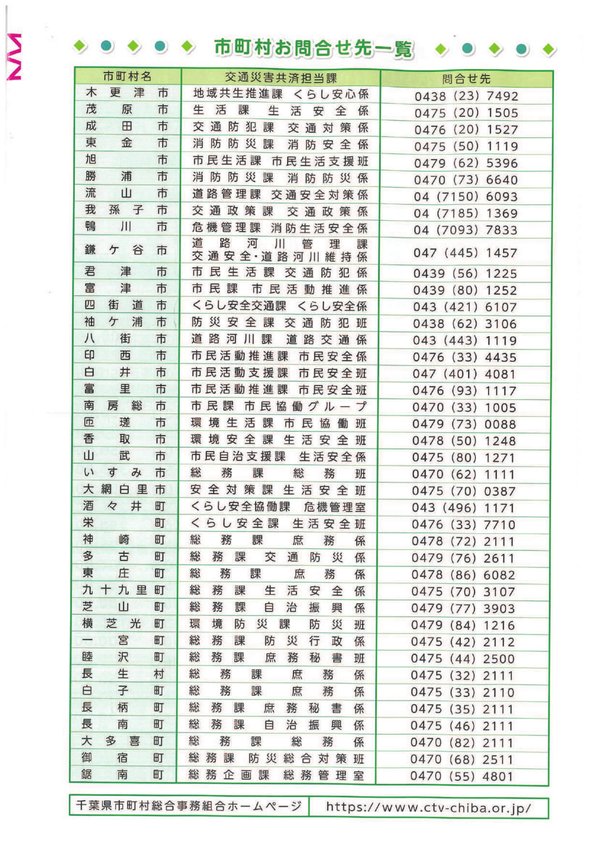 市町村お問合せ先一覧
市町村名 交通災害共済担当課 問合せ先
木更津市 地域共生推進課 くらし安心係 0438 (23) 7492
茂原市 生活課 生活安全係 0475 (20) 1505
成田市 交通防犯課 交通対策係 0476 (20) 1527
東金市 消防防災課 消防安全係 0475 (50) 1119
旭市 市民生活課 市民生活支援班 0479 (62) 5396
勝浦市 消防防災課 消防防災係 0470 (73) 6640
流山市 道路管理課 交通安全対策係 04 (7150) 6093
我孫子市 交通政策課 交通政策係 04 (7185) 1369
鴨川市 危機管理課 消防生活安全係 04 (7093) 7833
鎌ケ谷市 道路河川管理課 047 (445) 1457
交通安全・道路河川維持係
君津市 市民生活課 交通防犯係 0439 (56) 1225
富津市 市民課 市民活動推進係 0439 (80) 1252
四街道市 くらし安全交通課 くらし安全係 043 (421) 6107
袖ケ浦市 防災安全課 交通防犯班 0438 (62) 3106
八街市 道路河川課 道路交通係 043 (443) 1119
印西市 市民活動推進課 市民安全係 0476 (33) 4435
白井市 市民活動支援課 市民安全班 047 (401) 4081
富里市 市民活動推進課 市民安全班 0476 (93) 1117
南房総市 市民課 市民協働グループ 0470 (33) 1005
匝瑳市 環境生活課 市民協働班 0479 (73) 0088
香取市 環境安全課 生活安全班 0478 (50) 1248
山武市 市民自治支援課 生活安全係 0475 (80) 1271
いすみ市 総務課 総務班 0470 (62) 1111
大網白里市 安全対策課 生活安全班 0475 (70) 0387
酒々井町 くらし安全協働課 危機管理室 043 (496) 1171
栄町 くらし安全課 生活安全班 0476 (33) 7710
神崎町 総務課 庶務係 0478 (72) 2111
多古町 総務課 交通防災係 0479 (76) 2611
東庄町 総務課 庶務係 0478 (86) 6082
九十九里町 総務課 生活安全係 0475 (70) 3107
芝山町 総務課 自治振興係 0479 (77) 3903
横芝光町 環境防災課 防災班 0479 (84) 1216
一宮町 総務課 防災行政係 0475 (42) 2112
睦沢町 総務課 庶務秘書班 0475 (44) 2500
長生村 総務課 庶務係 0475 (32) 2111
白子町 総務課 庶務係 0475 (33) 2110
長柄町 総務課 庶務秘書係 0475 (35) 2111
長南町 総務課 自治振興係 0475 (46) 2111
大多喜町 総務課 総務係 0470 (82) 2111
御宿町 総務課 防災総合対策班 0470 (68) 2511
鋸南町 総務企画課 総務管理室 0470 (55) 4801
千葉県市町村総合事務組合ホームページ https://www.ctv-chiba.or.jp/